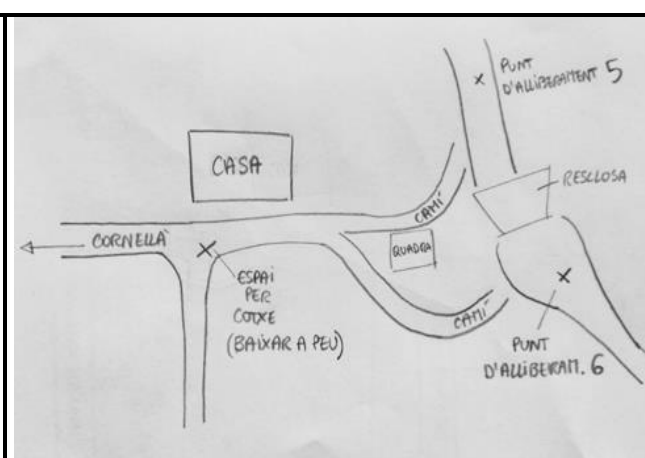 PUNT
D'ALLIBERAMENT 5
RESCLOSA
CASA
CAMÍ
CORNELLÀ
QUADRA
ESPAI
PER
COTXE
(BAIXAR A PEU)
CAMÍ
PUNT
D'ALLIBERAM. 6